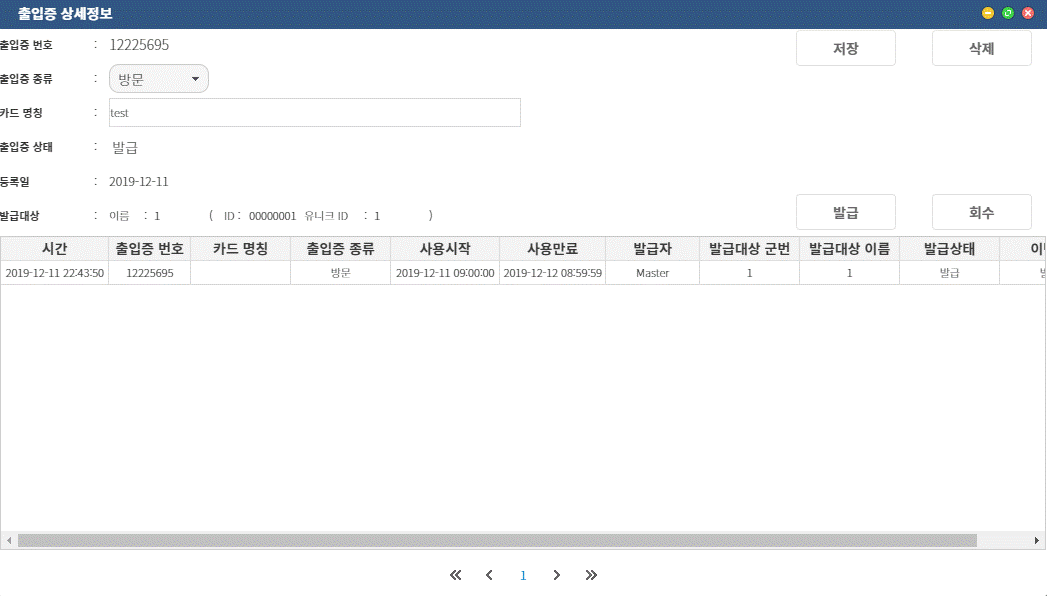 출입증 상세정보
출입증 번호 : 12225695 저장 삭제
출입증 종류 : 방문
카드 명칭 : test
출입증 상태 : 발급
등록일 : 2019-12-11
발급대상 : 이름 : 1 ( ID : 00000001 유니크 ID : 1 ) 발급 회수
시간 출입증 번호 카드 명칭 출입증 종류 사용시작 사용만료 발급자 발급대상 군번 발급대상 이름 발급상태
2019-12-11 22:43:50 12225695 방문 2019-12-11 09:00:00 2019-12-12 08:59:59 Master 1 1 발급
1